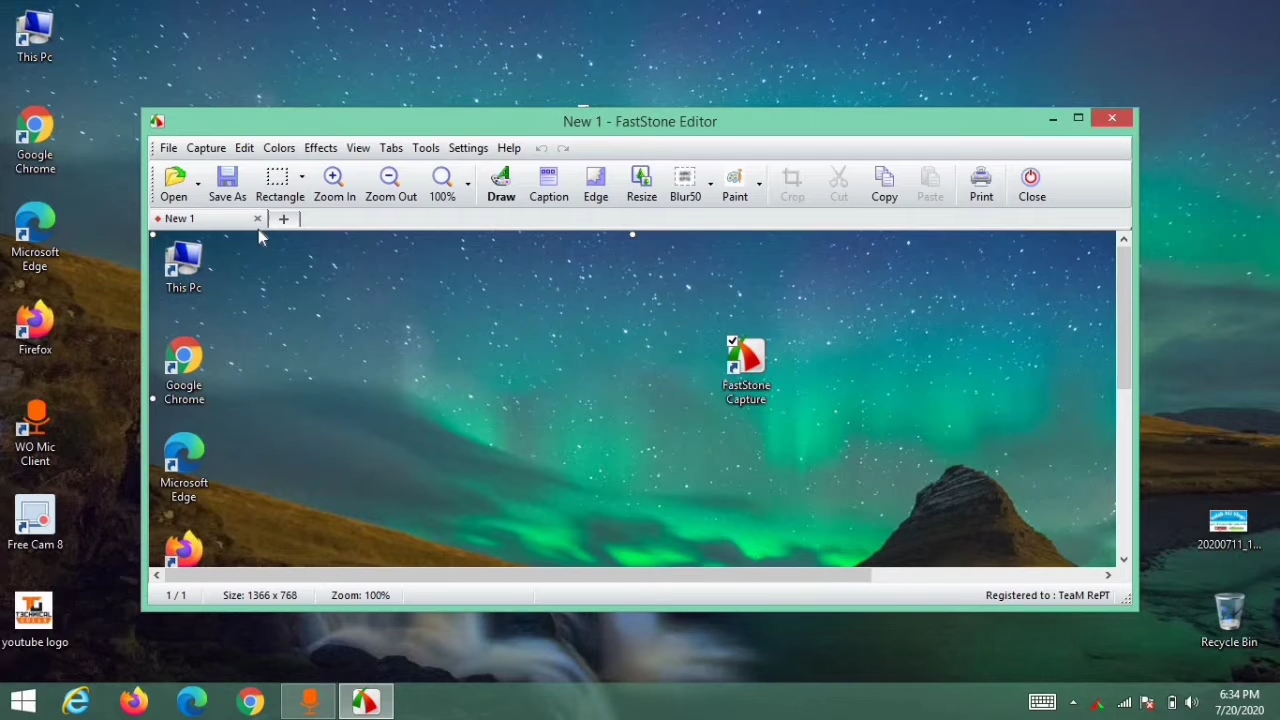 This Pc
Google
Chrome
Microsoft
Edge
Firefox
WO Mic
Client
Free Cam 8
TECHNICAL
youtube logo
New 1 - FastStone Editor
File Capture Edit Colors Effects View Tabs Tools Settings Help
Open Save As Rectangle Zoom In Zoom Out 100% Draw Caption Edge Resize Blur50 Paint Crop Cut Copy Paste Print Close
New 1
This Pc
Google
Chrome
Microsoft
Edge
FastStone
Capture
1 / 1 Size: 1366 x 768 Zoom: 100% Registered to : TeaM RePT
20200711_1...
Recycle Bin
6:34 PM
7/20/2020